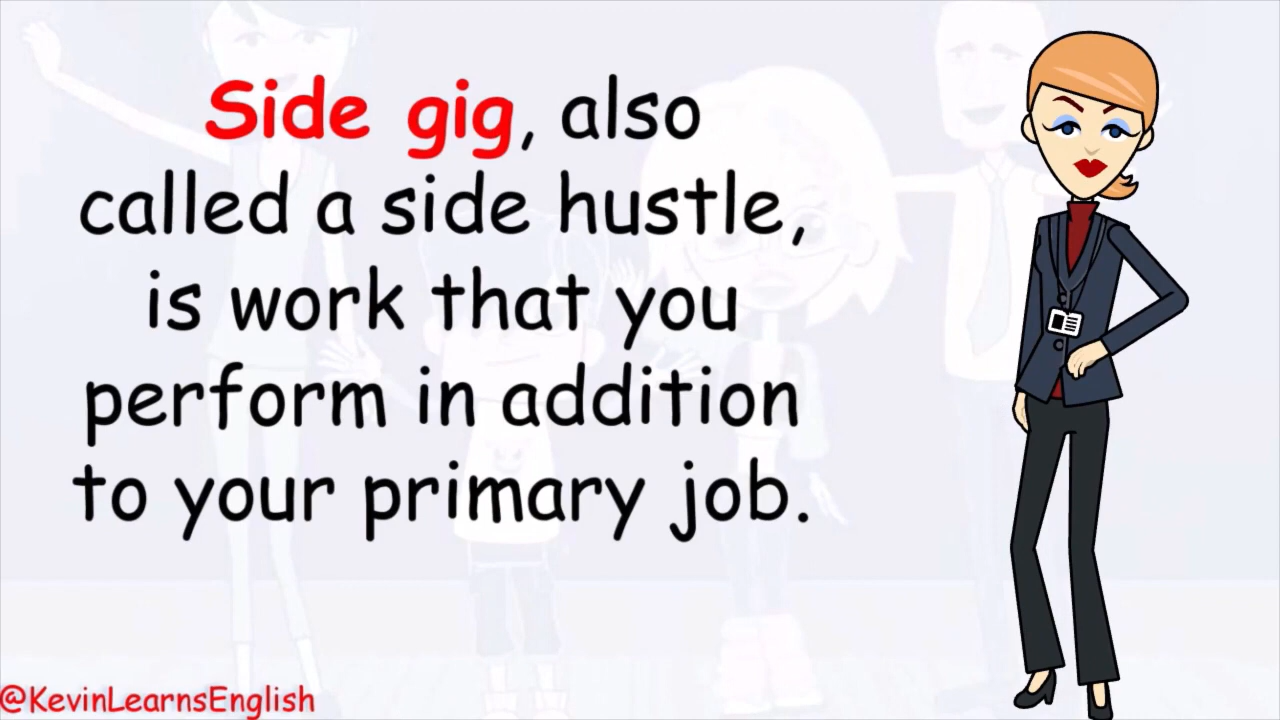 Side gig, also
called a side hustle,
is work that you
perform in addition
to your primary job.
@KevinLearnsEnglish